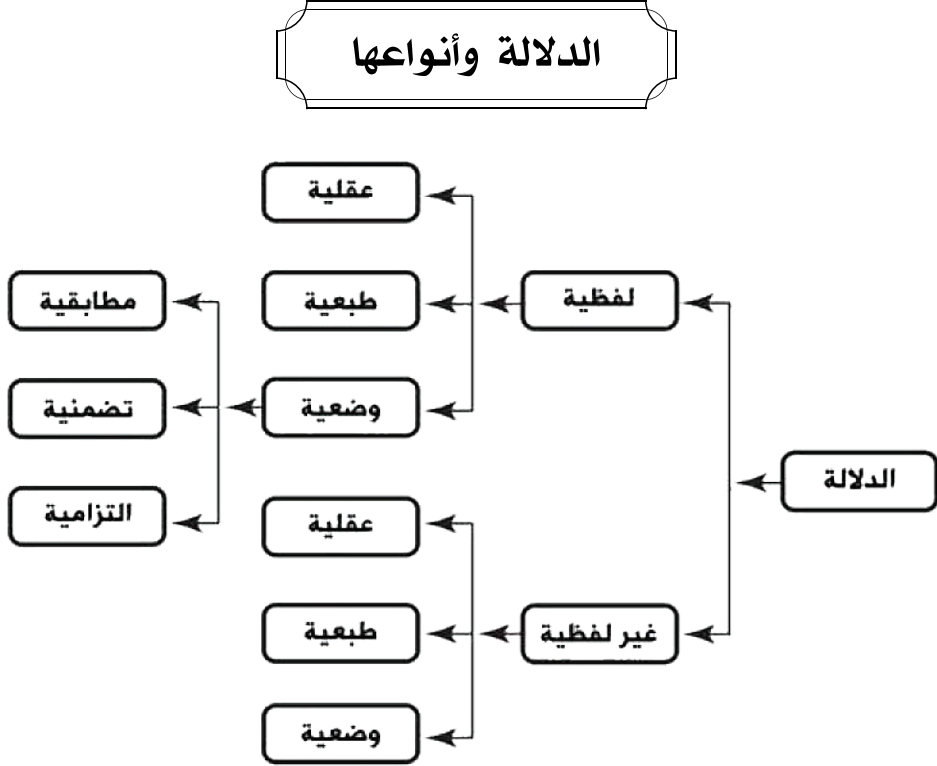 الدلالة وأنواعها
الدلالة
لفظية
عقلية
طبعية
وضعية
مطابقية
تضمنية
التزامية
غير لفظية
عقلية
طبعية
وضعية